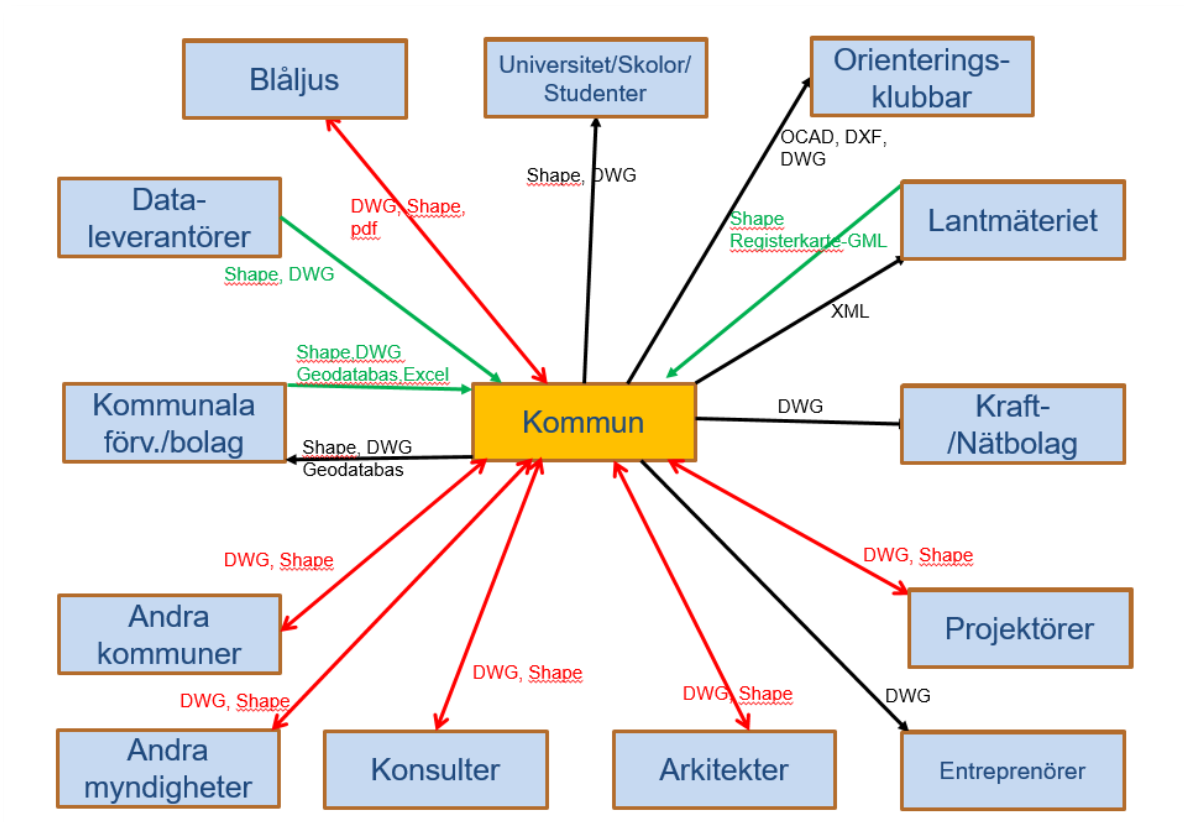 Blåljus
Universitet/Skolor/
Studenter
Orienterings-
klubbar
OCAD, DXF,
DWG
Shape, DWG
Data-
leverantörer
DWG, Shape,
pdf
Shape
Registerkarte-GML
Lantmäteriet
Shape, DWG
XML
Shape,DWG
Geodatabas,Excel
Kommunala
förv./bolag
Kommun
DWG
Kraft-
/Nätbolag
Shape, DWG
Geodatabas
DWG, Shape
DWG, Shape
Andra
kommuner
Projektörer
DWG, Shape
DWG, Shape
DWG, Shape
DWG
Andra
myndigheter
Konsulter
Arkitekter
Entreprenörer